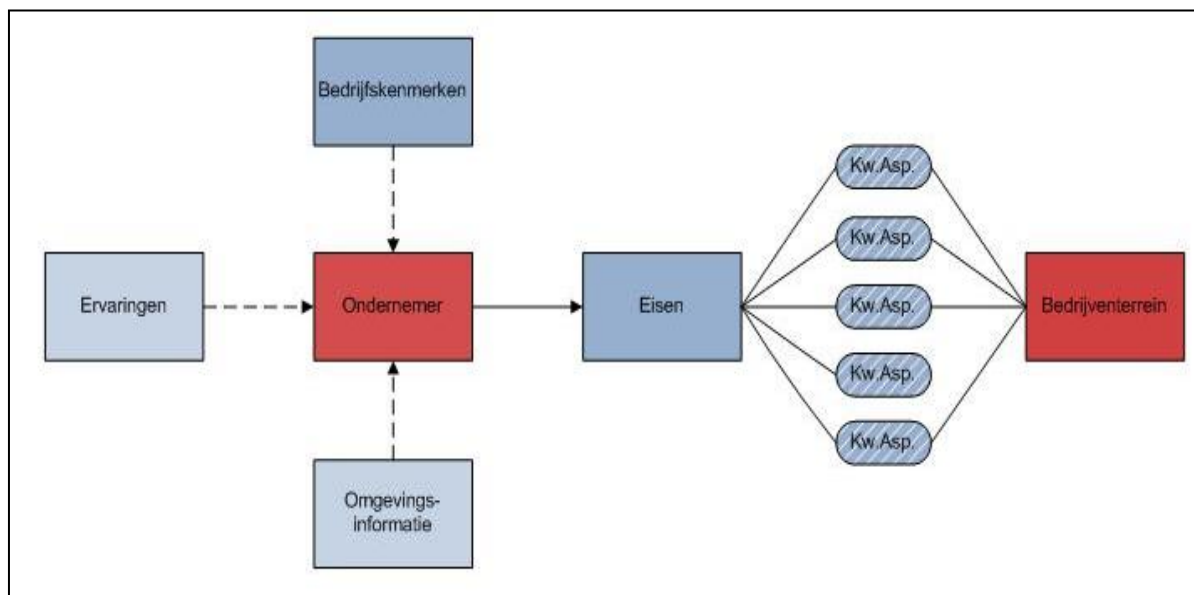 Bedrijfskenmerken
Kw.Asp.
Kw.Asp.
Ervaringen
Ondernemer
Eisen
Kw.Asp.
Bedrijventerrein
Kw.Asp.
Kw.Asp.
Omgevings-
informatie